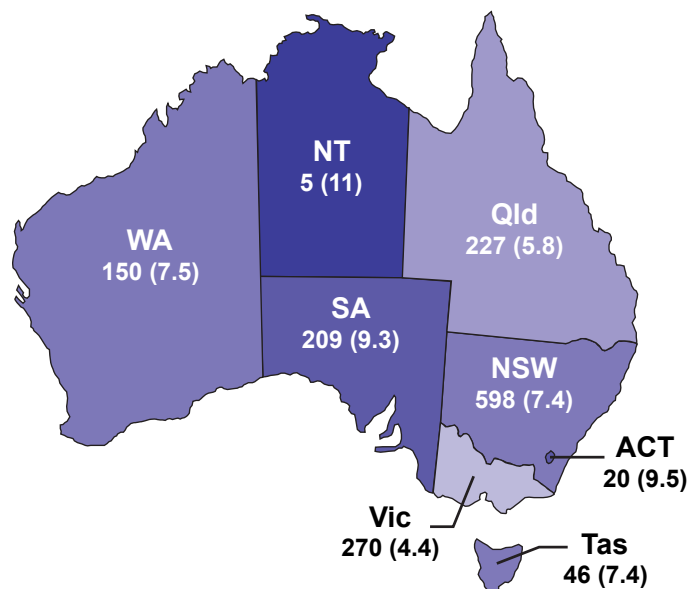 NT
5 (11)
Qld
227 (5.8)
WA
150 (7.5)
SA
209 (9.3)
NSW
598 (7.4)
ACT
20 (9.5)
Vic
270 (4.4)
Tas
46 (7.4)